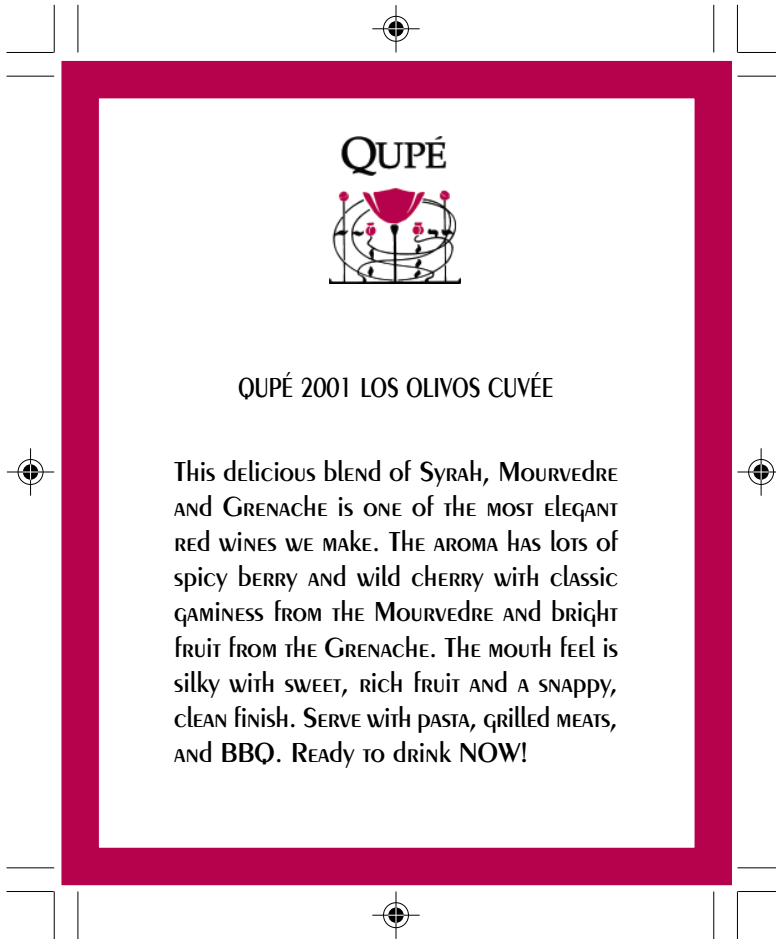 QUPÉ
QUPÉ 2001 LOS OLIVOS CUVÉE
This delicious blend of Syrah, Mourvedre
and Grenache is one of the most elegant
red wines we make. The aroma has lots of
spicy berry and wild cherry with classic
gaminess from the Mourvedre and bright
fruit from the Grenache. The mouth feel is
silky with sweet, rich fruit and a snappy,
clean finish. Serve with pasta, grilled meats,
and BBQ. Ready to drink NOW!